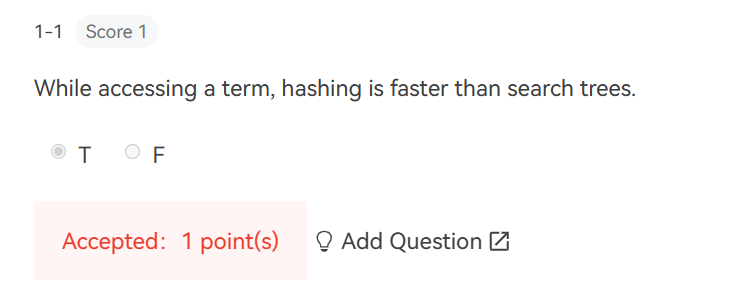 1-1 Score 1
While accessing a term, hashing is faster than search trees.
T F
Accepted: 1 point(s) Add Question